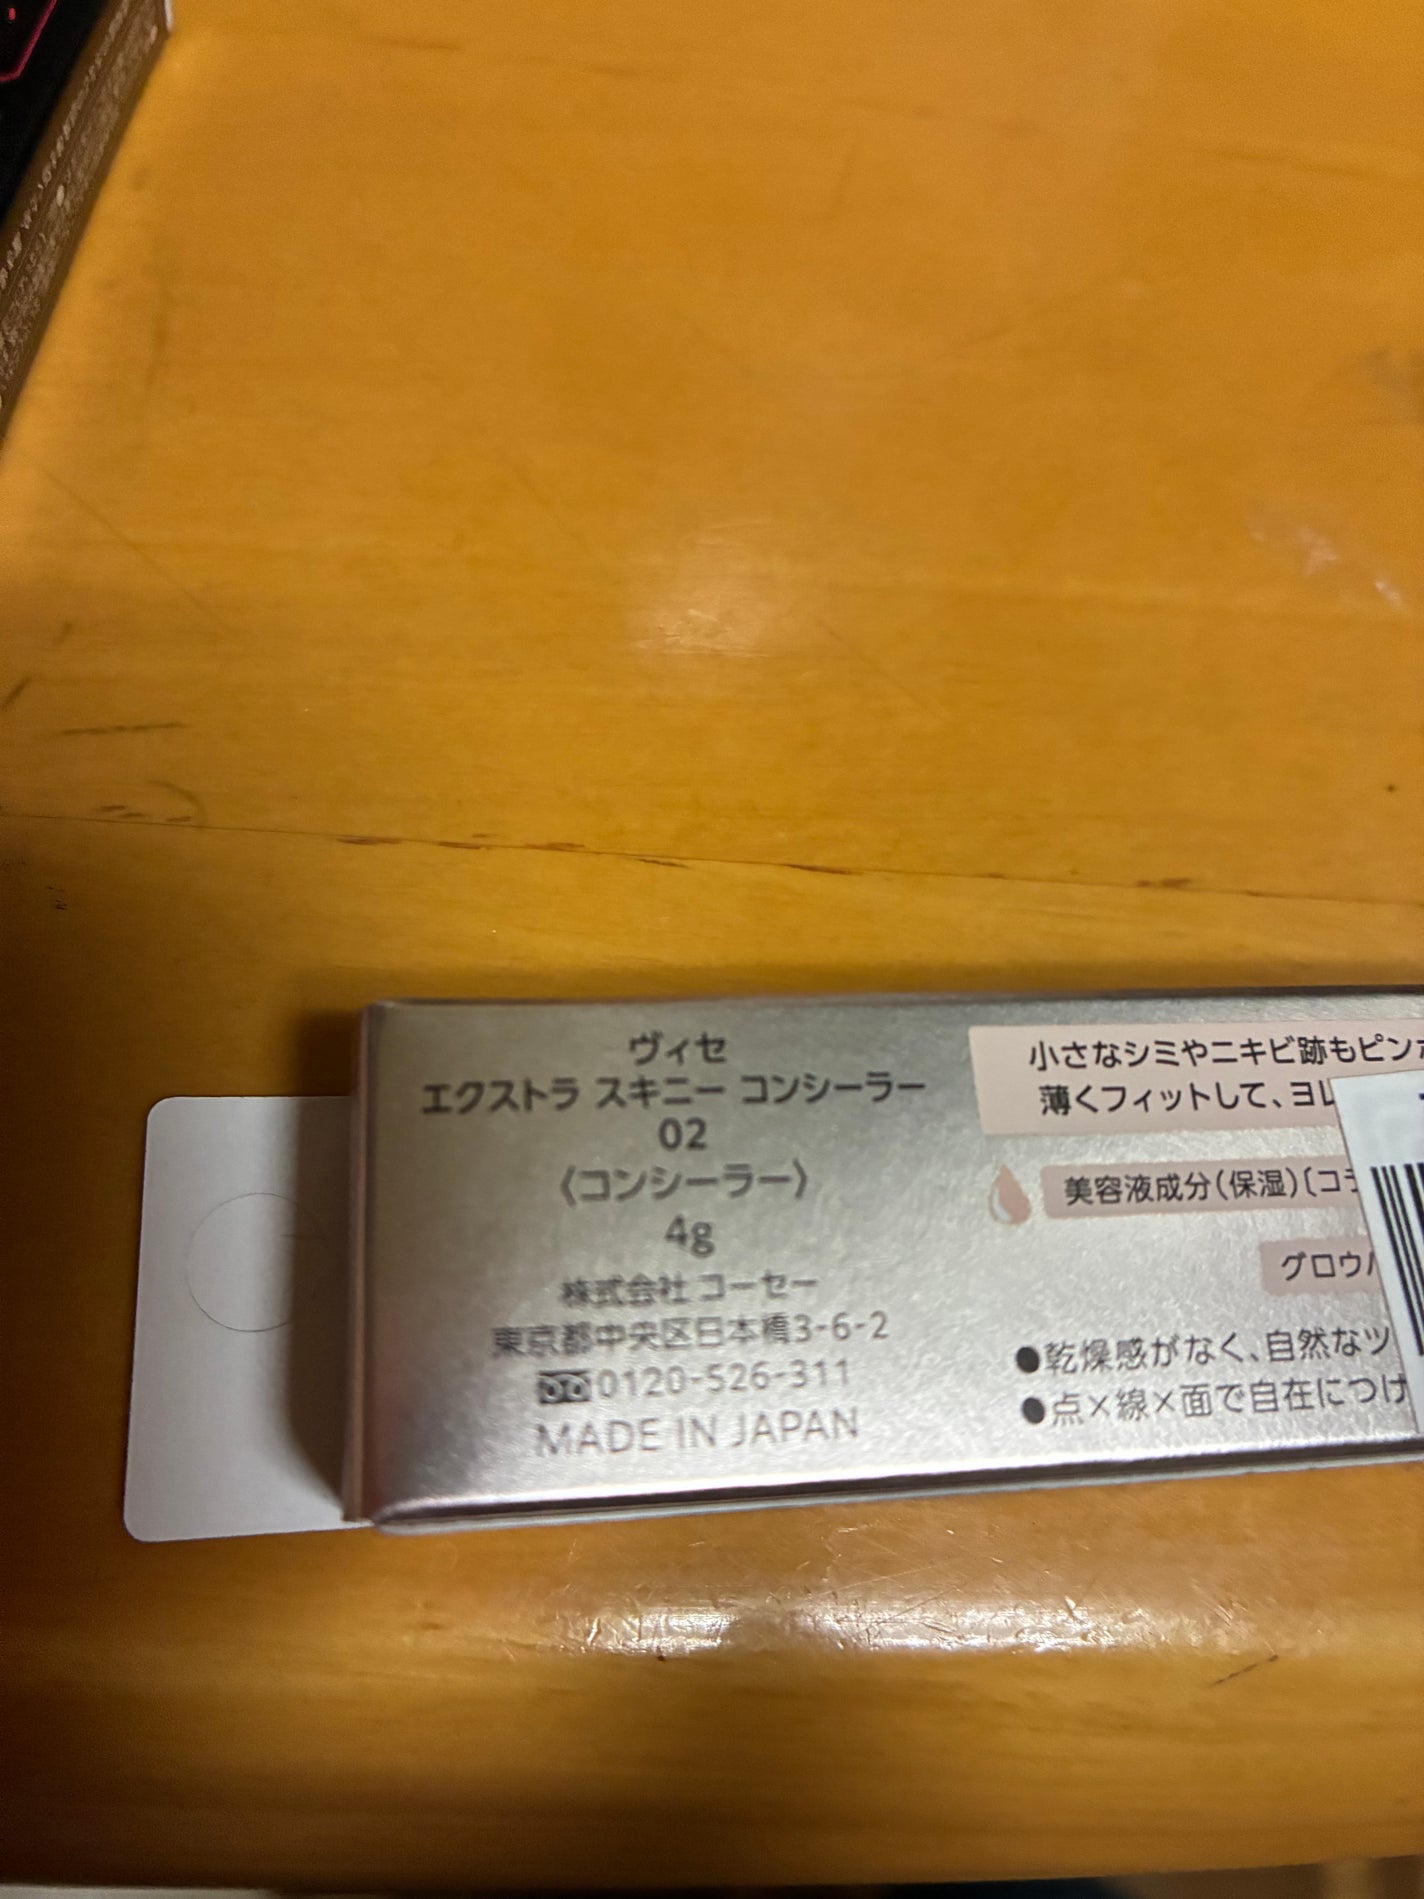 ヴィセ
エクストラ スキニー コンシーラー
02
〈コンシーラー〉
4g
株式会社 コーセー
東京都中央区日本橋3-6-2
0120-526-311
MADE IN JAPAN
小さなシミやニキビ跡もピン
薄くフィットして、ヨレ
美容液成分(保湿)〔コラ
グロウ
●乾燥感がなく、自然なツ
●点×線×面で自在につけ